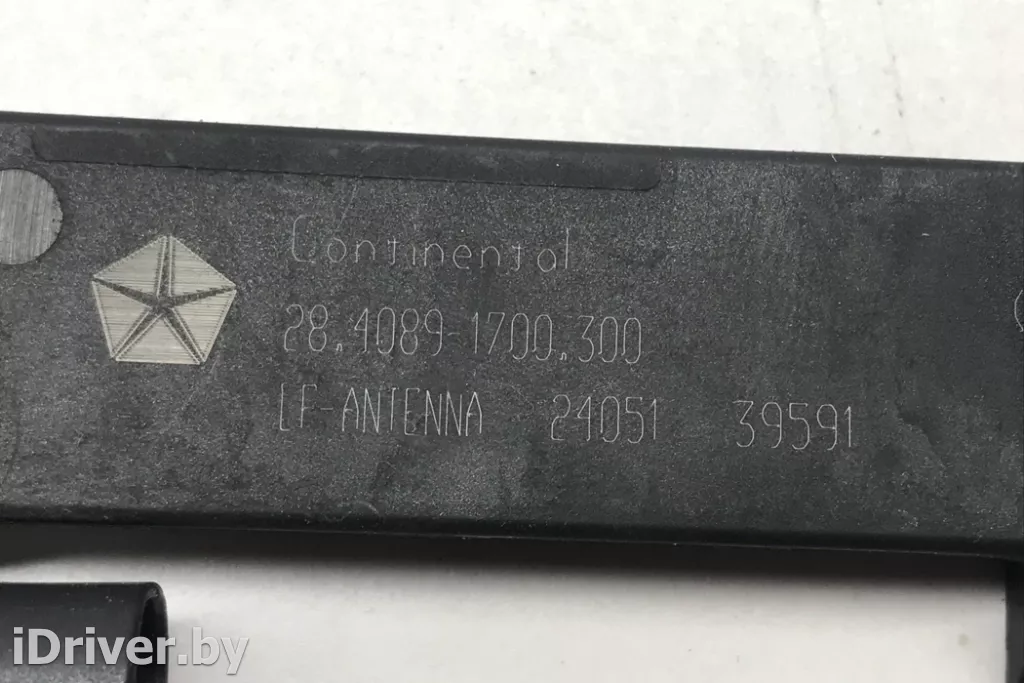 Continental
28.4089-1700.300
LF-ANTENNA 24051 39591
iDriver.by